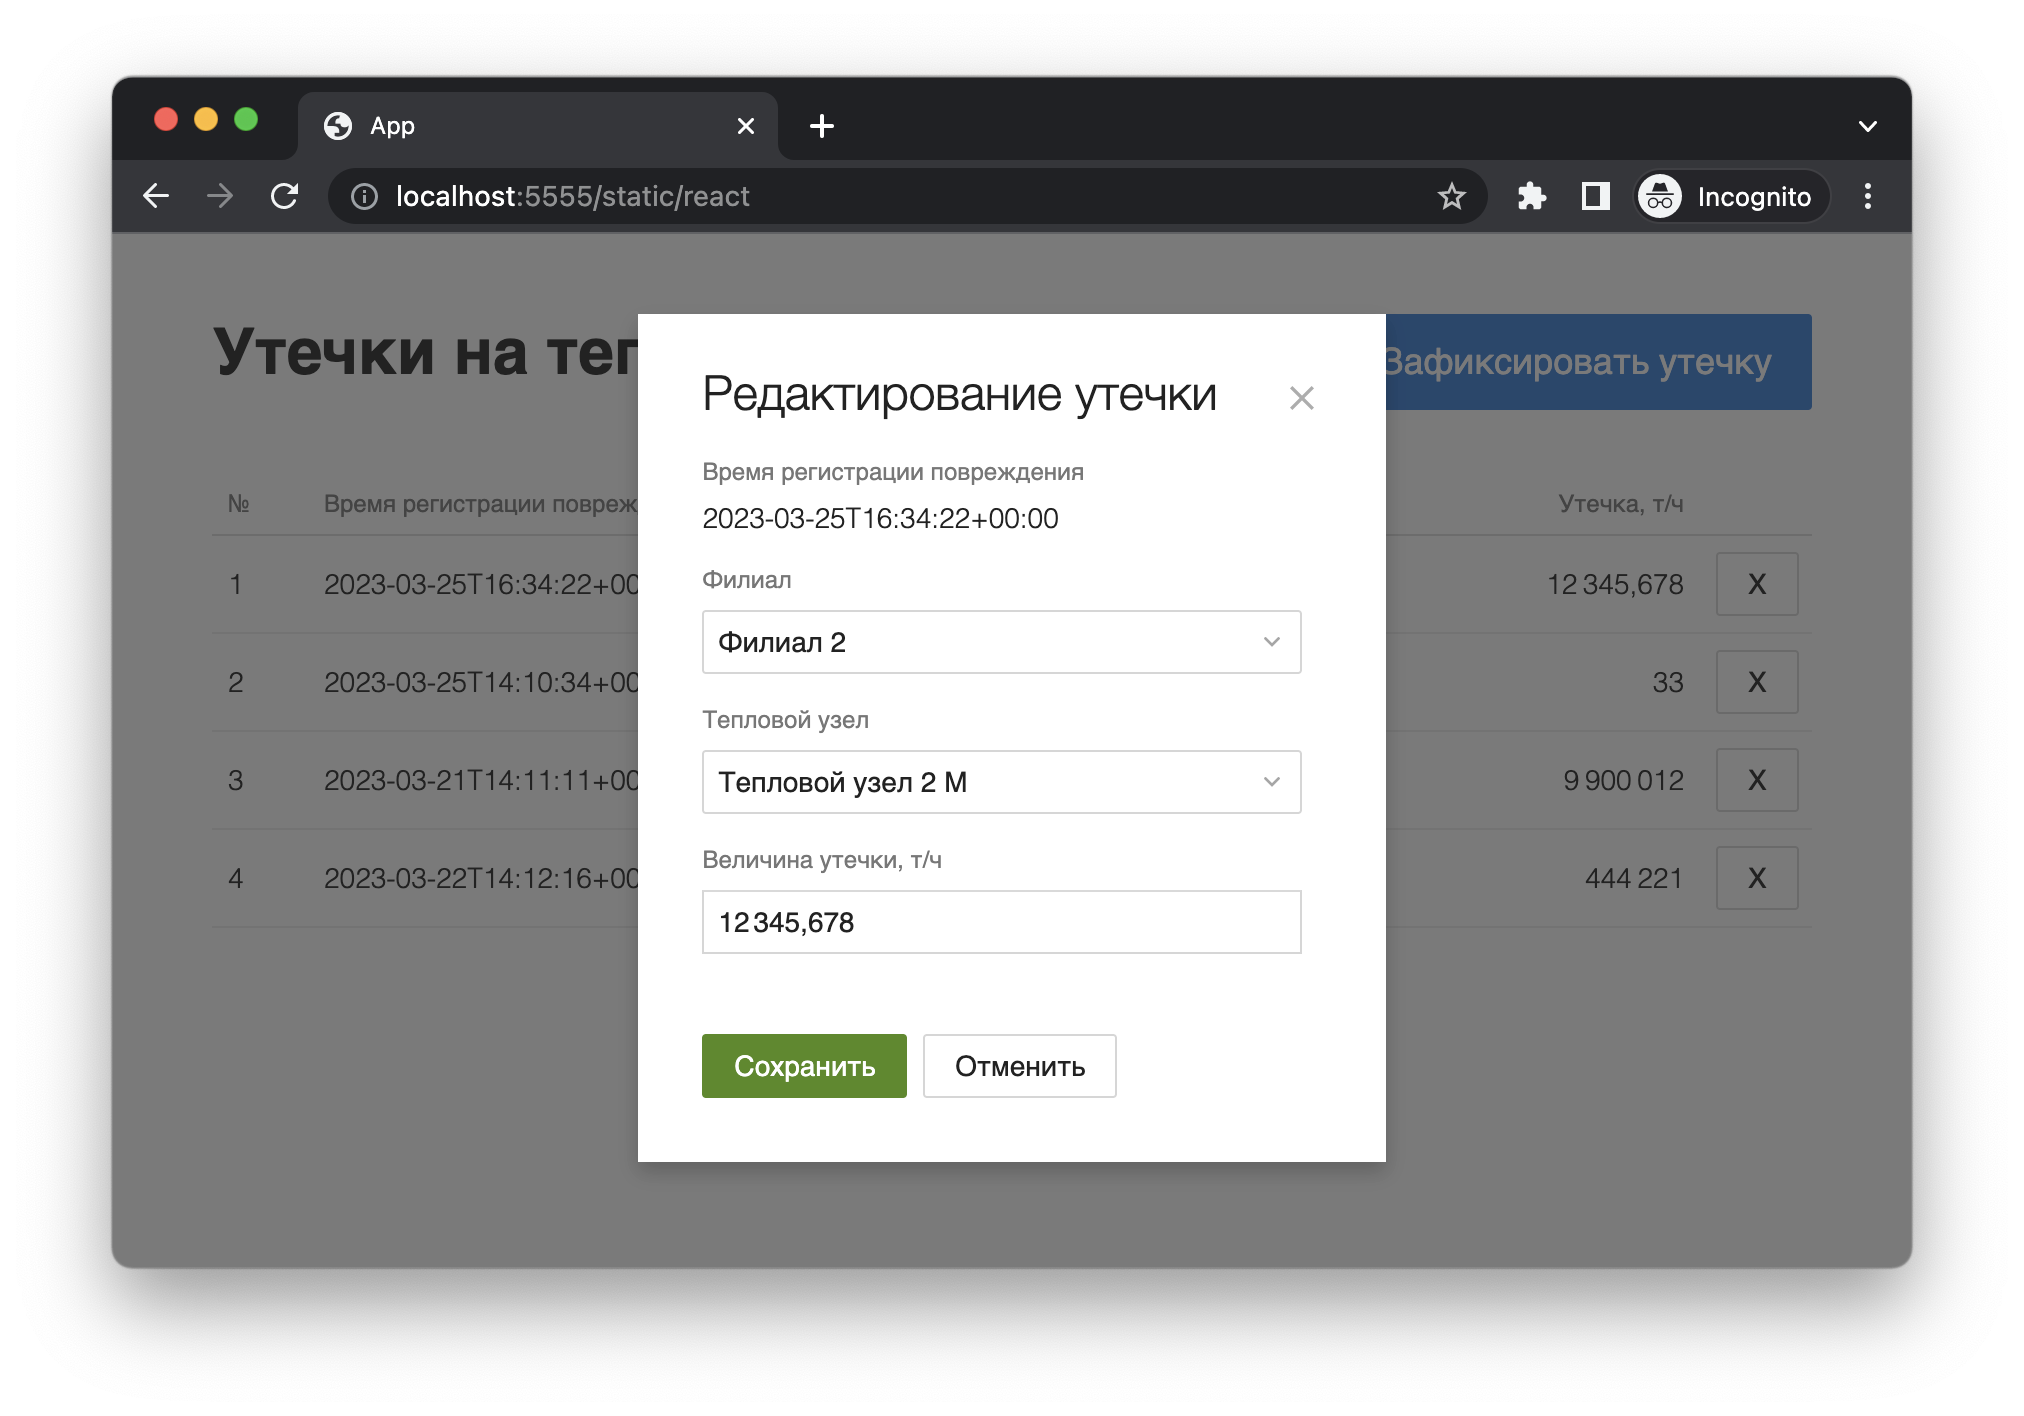 App
localhost:5555/static/react
Incognito
Утечки на теп
Зафиксировать утечку
Редактирование утечки
Время регистрации повреждения
2023-03-25T16:34:22+00:00
Филиал
Филиал 2
Тепловой узел
Тепловой узел 2 М
Величина утечки, т/ч
12 345,678
Сохранить Отменить
№ Время регистрации повреж Утечка, т/ч
1 2023-03-25T16:34:22+00 12 345,678 X
2 2023-03-25T14:10:34+00 33 X
3 2023-03-21T14:11:11+00 9 900 012 X
4 2023-03-22T14:12:16+00 444 221 X